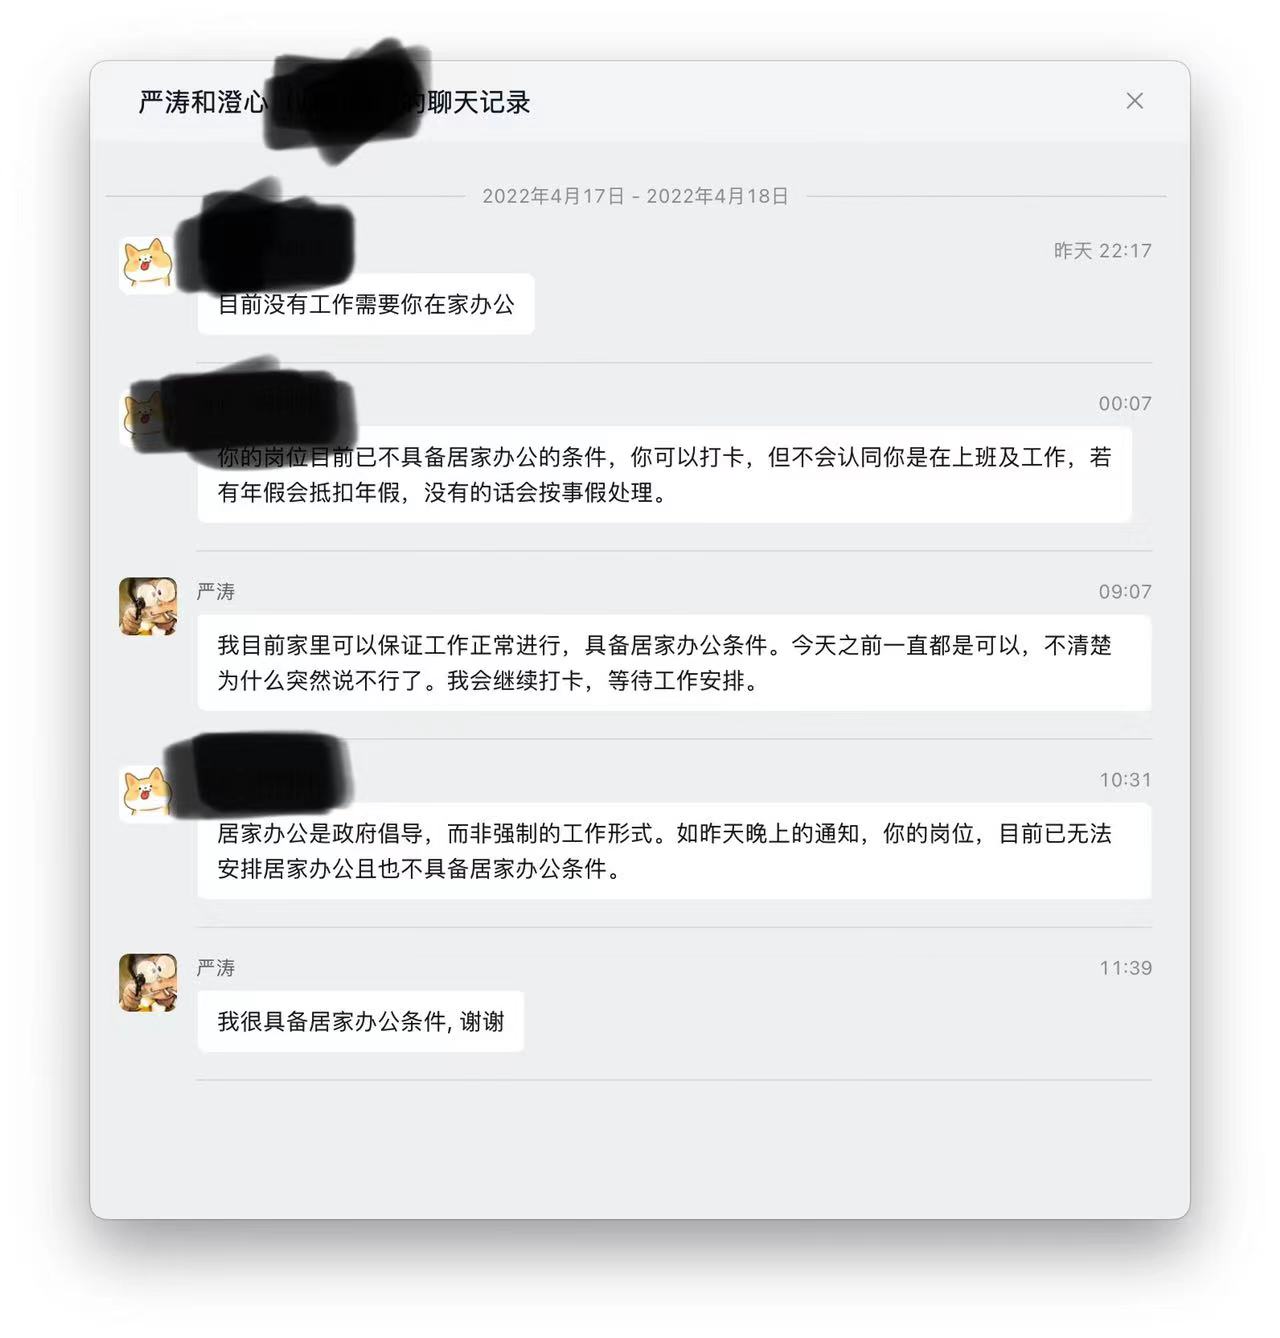 严涛和澄心
的聊天记录
2022年4月17日 - 2022年4月18日
昨天 22:17
目前没有工作需要你在家办公
00:07
你的岗位目前已不具备居家办公的条件，你可以打卡，但不会认同你是在上班及工作，若
有年假会抵扣年假，没有的话会按事假处理。
严涛
09:07
我目前家里可以保证工作正常进行，具备居家办公条件。今天之前一直都是可以，不清楚
为什么突然说不行了。我会继续打卡，等待工作安排。
10:31
居家办公是政府倡导，而非强制的工作形式。如昨天晚上的通知，你的岗位，目前已无法
安排居家办公且也不具备居家办公条件。
严涛
11:39
我很具备居家办公条件, 谢谢